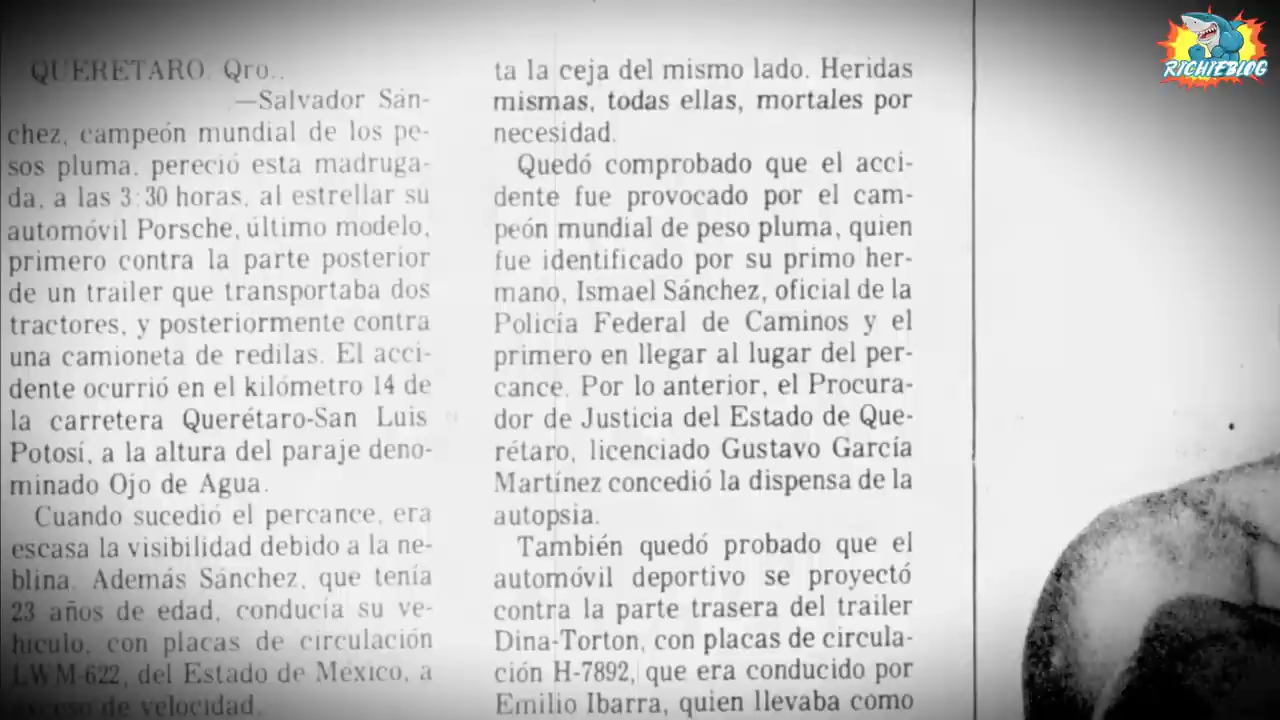 QUERETARO. Qro..
—Salvador Sán-
chez, campeón mundial de los pe-
sos pluma, pereció esta madruga-
da, a las 3:30 horas, al estrellar su
automóvil Porsche, último modelo,
primero contra la parte posterior
de un trailer que transportaba dos
tractores, y posteriormente contra
una camioneta de redilas. El acci-
dente ocurrió en el kilómetro 14 de
la carretera Querétaro-San Luis
Potosí, a la altura del paraje deno-
minado Ojo de Agua.
Cuando sucedió el percance, era
escasa la visibilidad debido a la ne-
blina. Además Sánchez, que tenía
23 años de edad, conducía su ve-
hículo, con placas de circulación
LWM-622, del Estado de México, a
de velocidad.
ta la ceja del mismo lado. Heridas
mismas, todas ellas, mortales por
necesidad.
Quedó comprobado que el acci-
dente fue provocado por el cam-
peón mundial de peso pluma, quien
fue identificado por su primo her-
mano, Ismael Sánchez, oficial de la
Policía Federal de Caminos y el
primero en llegar al lugar del per-
cance. Por lo anterior, el Procura-
dor de Justicia del Estado de Que-
rétaro, licenciado Gustavo García
Martínez concedió la dispensa de la
autopsia.
También quedó probado que el
automóvil deportivo se proyectó
contra la parte trasera del trailer
Dina-Torton, con placas de circula-
ción H-7892, que era conducido por
Emilio Ibarra, quien llevaba como
RICHIEBLOG